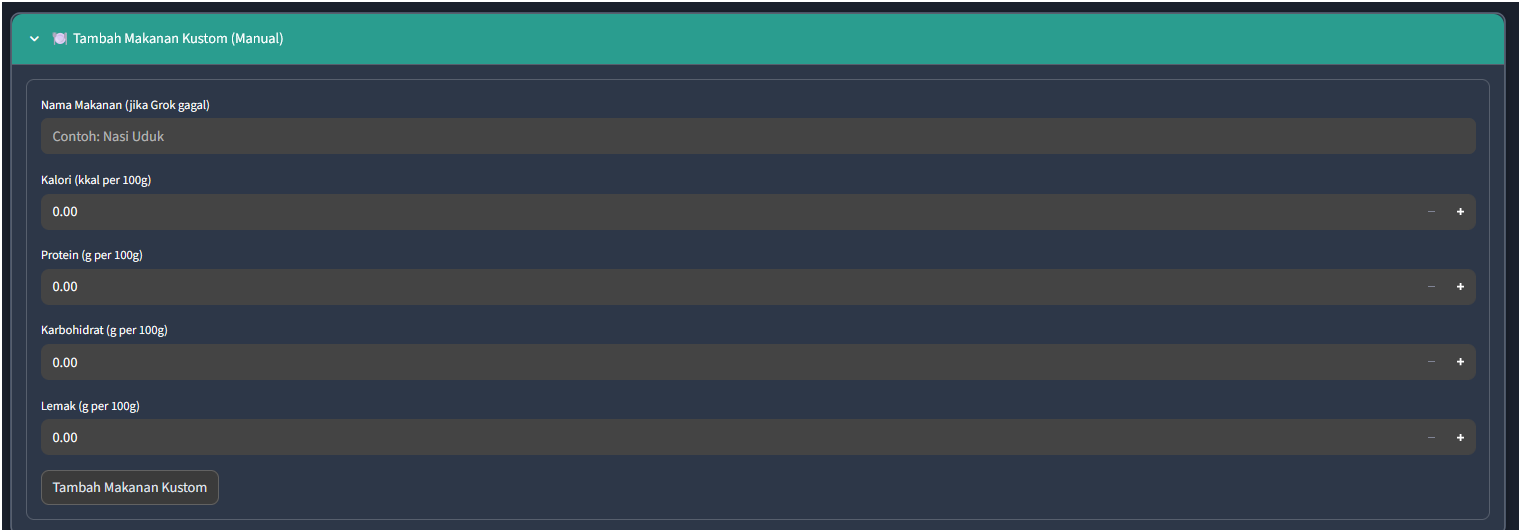 Tambah Makanan Kustom (Manual)
Nama Makanan (jika Grok gagal)
Contoh: Nasi Uduk
Kalori (kkal per 100g)
0.00
Protein (g per 100g)
0.00
Karbohidrat (g per 100g)
0.00
Lemak (g per 100g)
0.00
Tambah Makanan Kustom